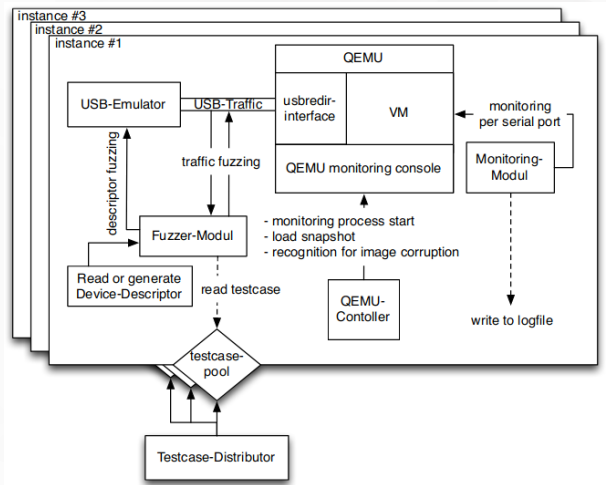 instance #3
instance #2
instance #1
QEMU
USB-Emulator
USB-Traffic
usbredir-
interface
VM
monitoring
per serial port
descriptor fuzzing
traffic fuzzing
QEMU monitoring console
Monitoring-
Modul
Fuzzer-Modul
- monitoring process start
- load snapshot
- recognition for image corruption
Read or generate
Device-Descriptor
read testcase
QEMU-
Contoller
write to logfile
testcase-
pool
Testcase-Distributor